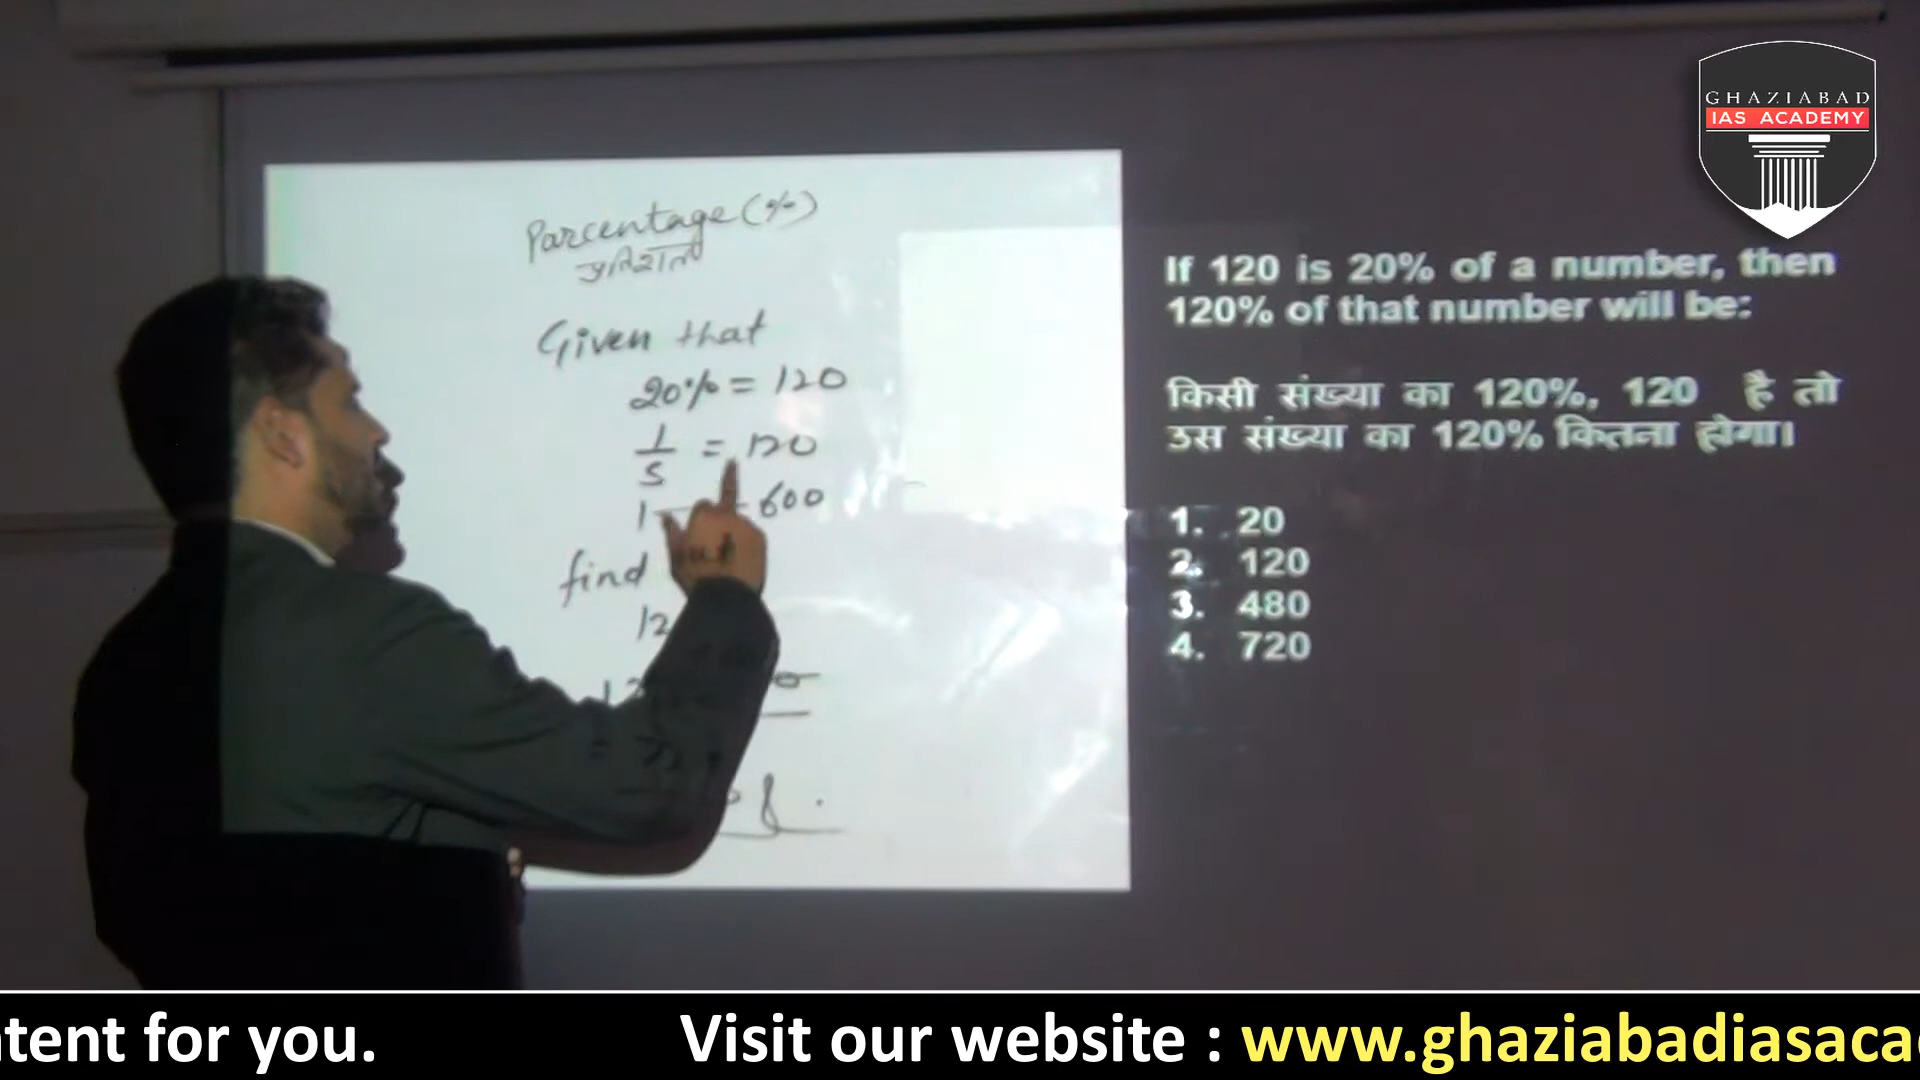 GHAZIABAD
IAS ACADEMY
Parcentage (%)
प्रतिशत
Given that
20% = 120
1/5 = 120
1 600
find
If 120 is 20% of a number, then
120% of that number will be:
किसी संख्या का 120%, 120 है तो
उस संख्या का 120% कितना होगा।
1. 20
2. 120
3. 480
4. 720
tent for you.
Visit our website : www.ghaziabadiasaca